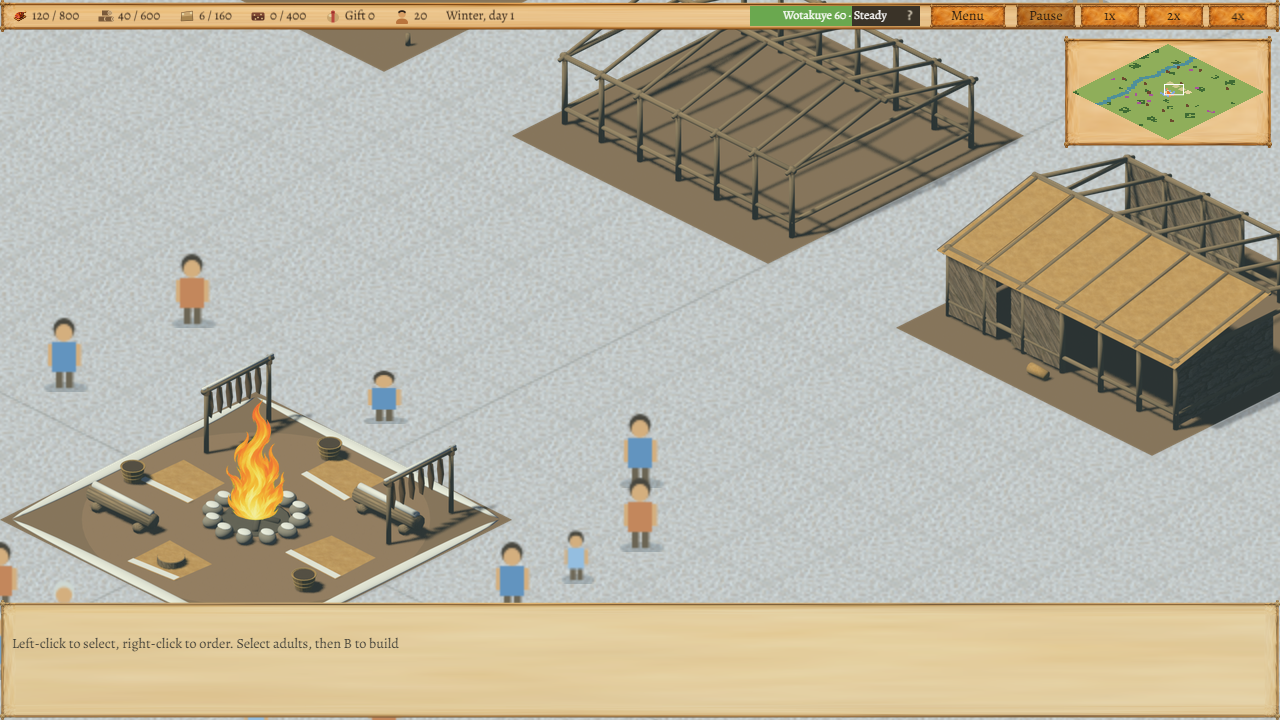 120 / 800 40 / 600 6 / 160 0 / 400 Gift 0 20 Winter, day 1 Wotakuye 60 - Steady ? Menu Pause 1x 2x 4x
Left-click to select, right-click to order. Select adults, then B to build